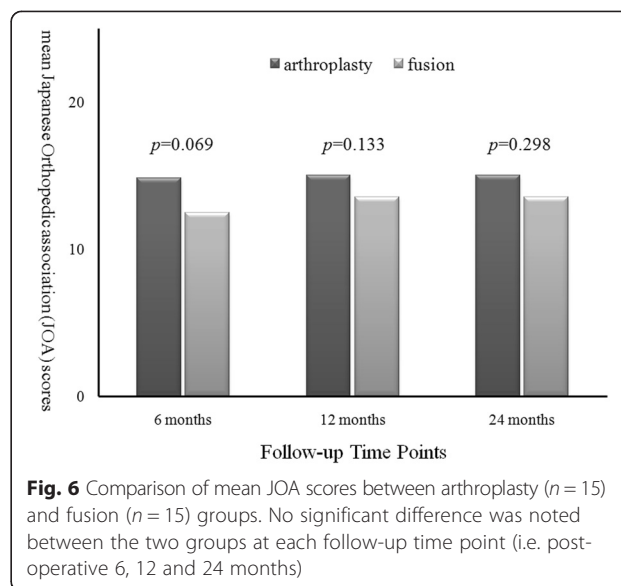 mean Japanese Orthopedic association (JOA) scores
arthroplasty fusion
20
10
0
p=0.069 p=0.133 p=0.298
6 months 12 months 24 months
Follow-up Time Points
Fig. 6 Comparison of mean JOA scores between arthroplasty (n = 15)
and fusion (n = 15) groups. No significant difference was noted
between the two groups at each follow-up time point (i.e. post-
operative 6, 12 and 24 months)